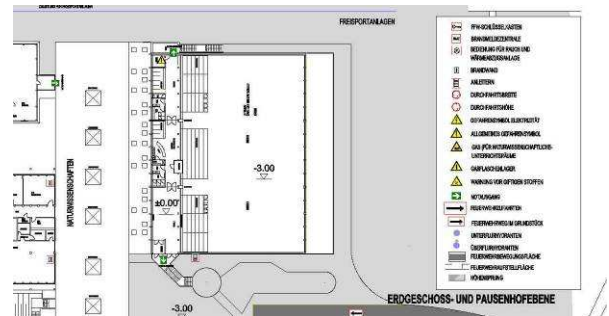 FREISPORTANLAGEN
FFW-SCHLÜSSELKASTEN
BRANDMELDEZENTRALE
BEDIENUNG FÜR RAUCH UND
WÄRMEABZUGSANLAGE
BRANDWAND
ANLEITERN
DURCHFAHRTSBREITE
DURCHFAHRTSHÖHE
GEFAHRENSYMBOL ELEKTRIZITÄT
ALLGEMEINES GEFAHRENSYMBOL
GAS (FÜR NATURWISSENSCHAFTLICHE-
UNTERRICHTSRÄUME
GASFLASCHENLAGER
WARNUNG VOR GIFTIGEN STOFFEN
NOTAUSGANG
FEUERWEHRZUFAHRTEN
FEUERWEHRWEG IM GRUNDSTÜCK
UNTERFLURHYDRANTEN
ÜBERFLURHYDRANTEN
FEUERWEHRBEWEGUNGSFLÄCHE
FEUERWEHRAUFSTELLFLÄCHE
HÖHENSPRUNG
NATURWISSENSCHAFTEN
-3.00
±0.00
-3.00
ERDGESCHOSS- UND PAUSENHOFEBENE